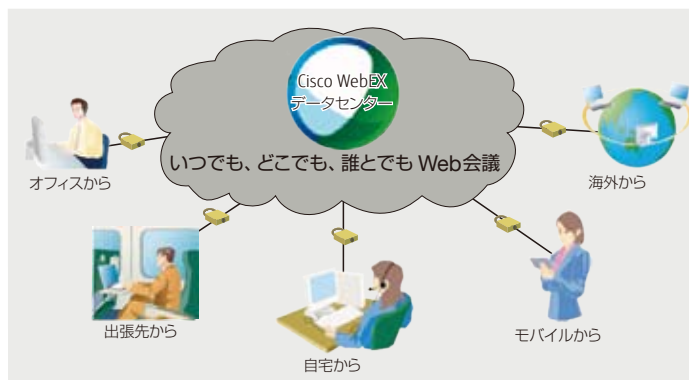 Cisco WebEX
データセンター
いつでも、どこでも、誰とでも Web会議
オフィスから
海外から
出張先から
自宅から
モバイルから